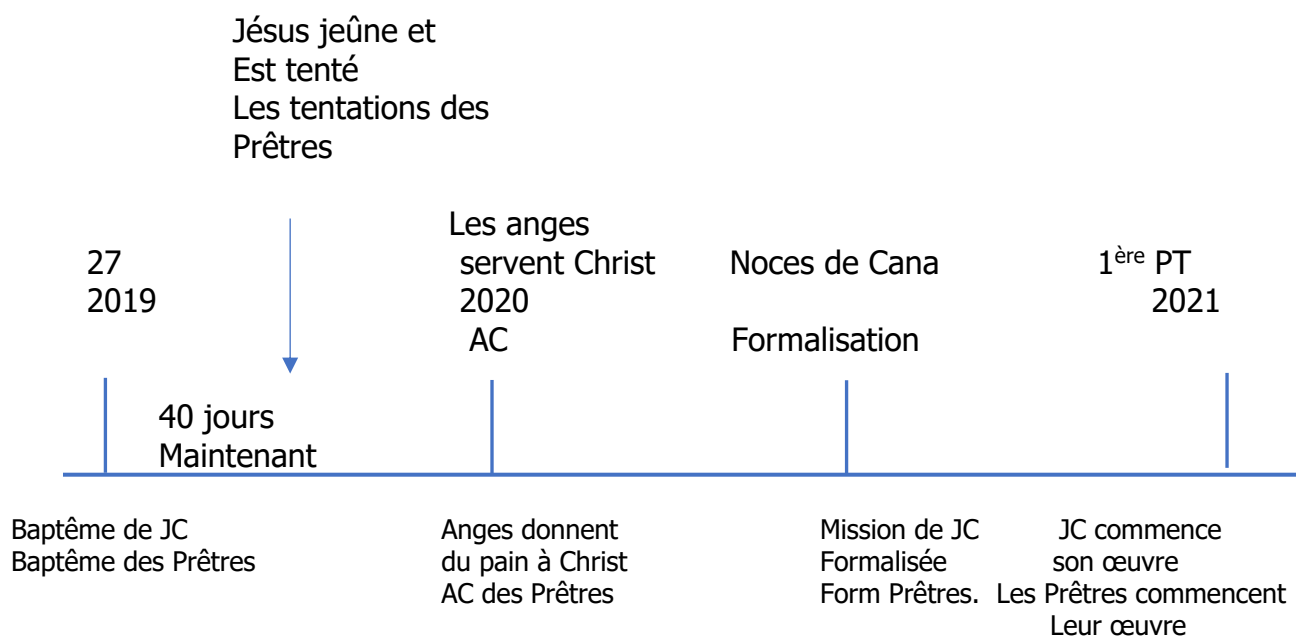 Jésus jeûne et
Est tenté
Les tentations des
Prêtres
27
2019
Les anges
servent Christ
2020
AC
Noces de Cana
Formalisation
1ère PT
2021
40 jours
Maintenant
Baptême de JC
Baptême des Prêtres
Anges donnent
du pain à Christ
AC des Prêtres
Mission de JC
Formalisée
Form Prêtres.
JC commence
son œuvre
Les Prêtres commencent
Leur œuvre